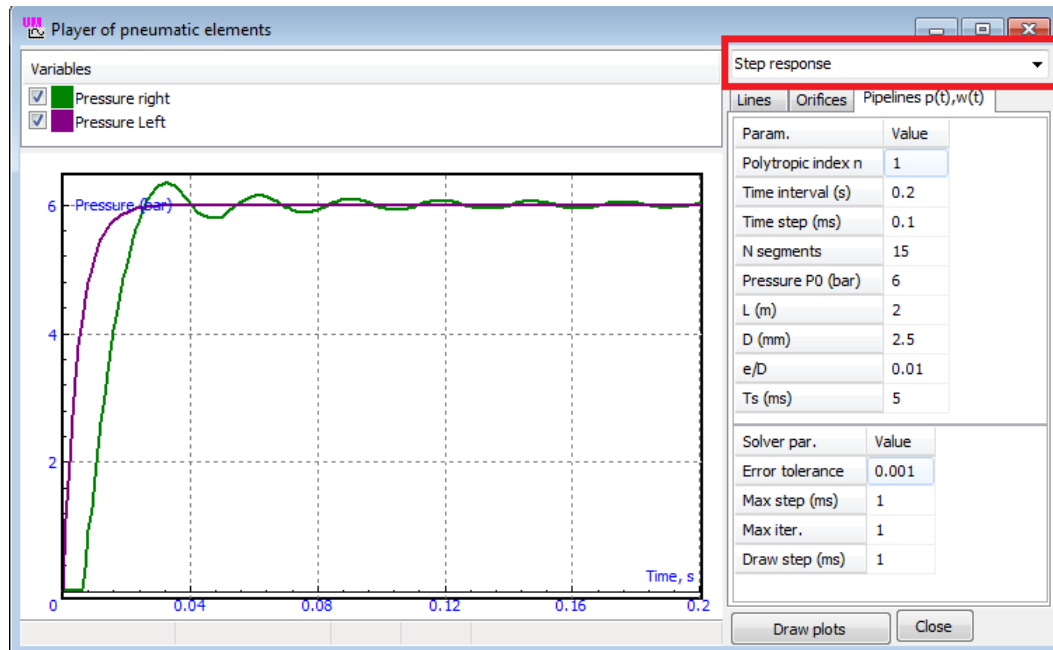 UM
Player of pneumatic elements
Variables
Pressure right
Pressure Left
Pressure (bar)
6
4
2
0
0.04
0.08
0.12
0.16
0.2
Time, s
Step response
Lines Orifices Pipelines p(t),w(t)
Param. Value
Polytropic index n 1
Time interval (s) 0.2
Time step (ms) 0.1
N segments 15
Pressure P0 (bar) 6
L (m) 2
D (mm) 2.5
e/D 0.01
Ts (ms) 5
Solver par. Value
Error tolerance 0.001
Max step (ms) 1
Max iter. 1
Draw step (ms) 1
Draw plots Close